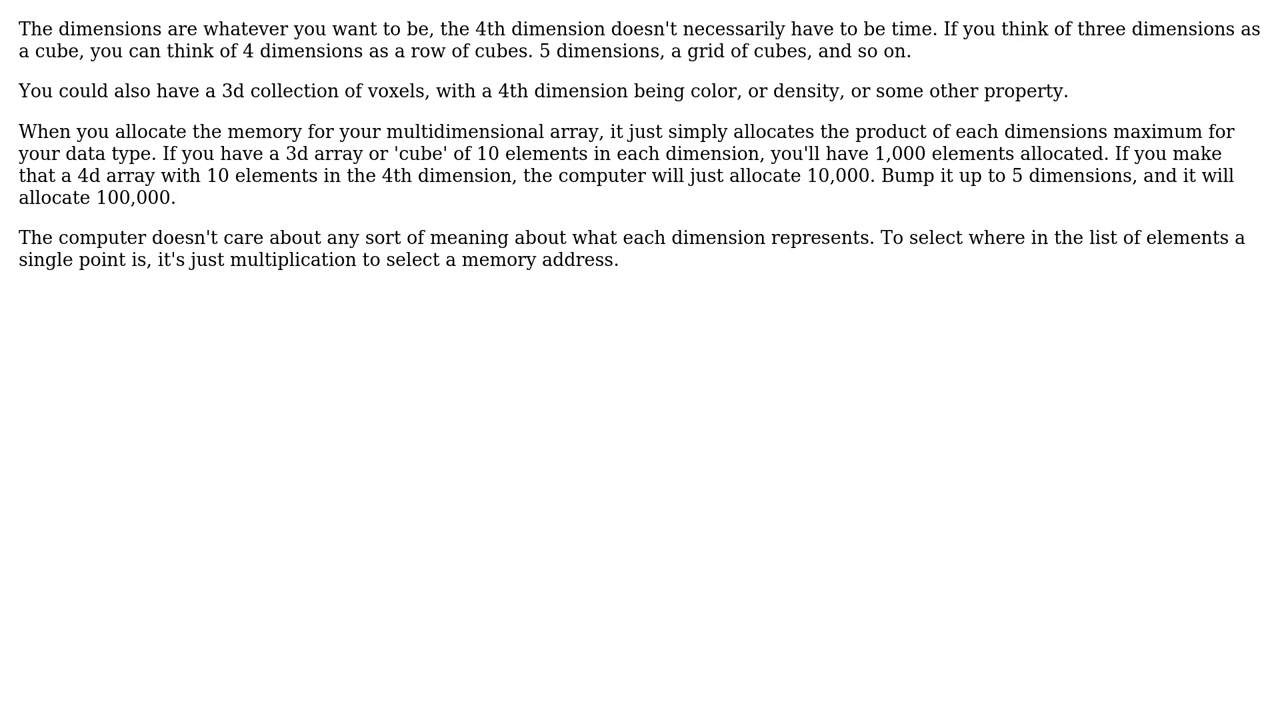 The dimensions are whatever you want to be, the 4th dimension doesn't necessarily have to be time. If you think of three dimensions as
a cube, you can think of 4 dimensions as a row of cubes. 5 dimensions, a grid of cubes, and so on.
You could also have a 3d collection of voxels, with a 4th dimension being color, or density, or some other property.
When you allocate the memory for your multidimensional array, it just simply allocates the product of each dimensions maximum for
your data type. If you have a 3d array or 'cube' of 10 elements in each dimension, you'll have 1,000 elements allocated. If you make
that a 4d array with 10 elements in the 4th dimension, the computer will just allocate 10,000. Bump it up to 5 dimensions, and it will
allocate 100,000.
The computer doesn't care about any sort of meaning about what each dimension represents. To select where in the list of elements a
single point is, it's just multiplication to select a memory address.